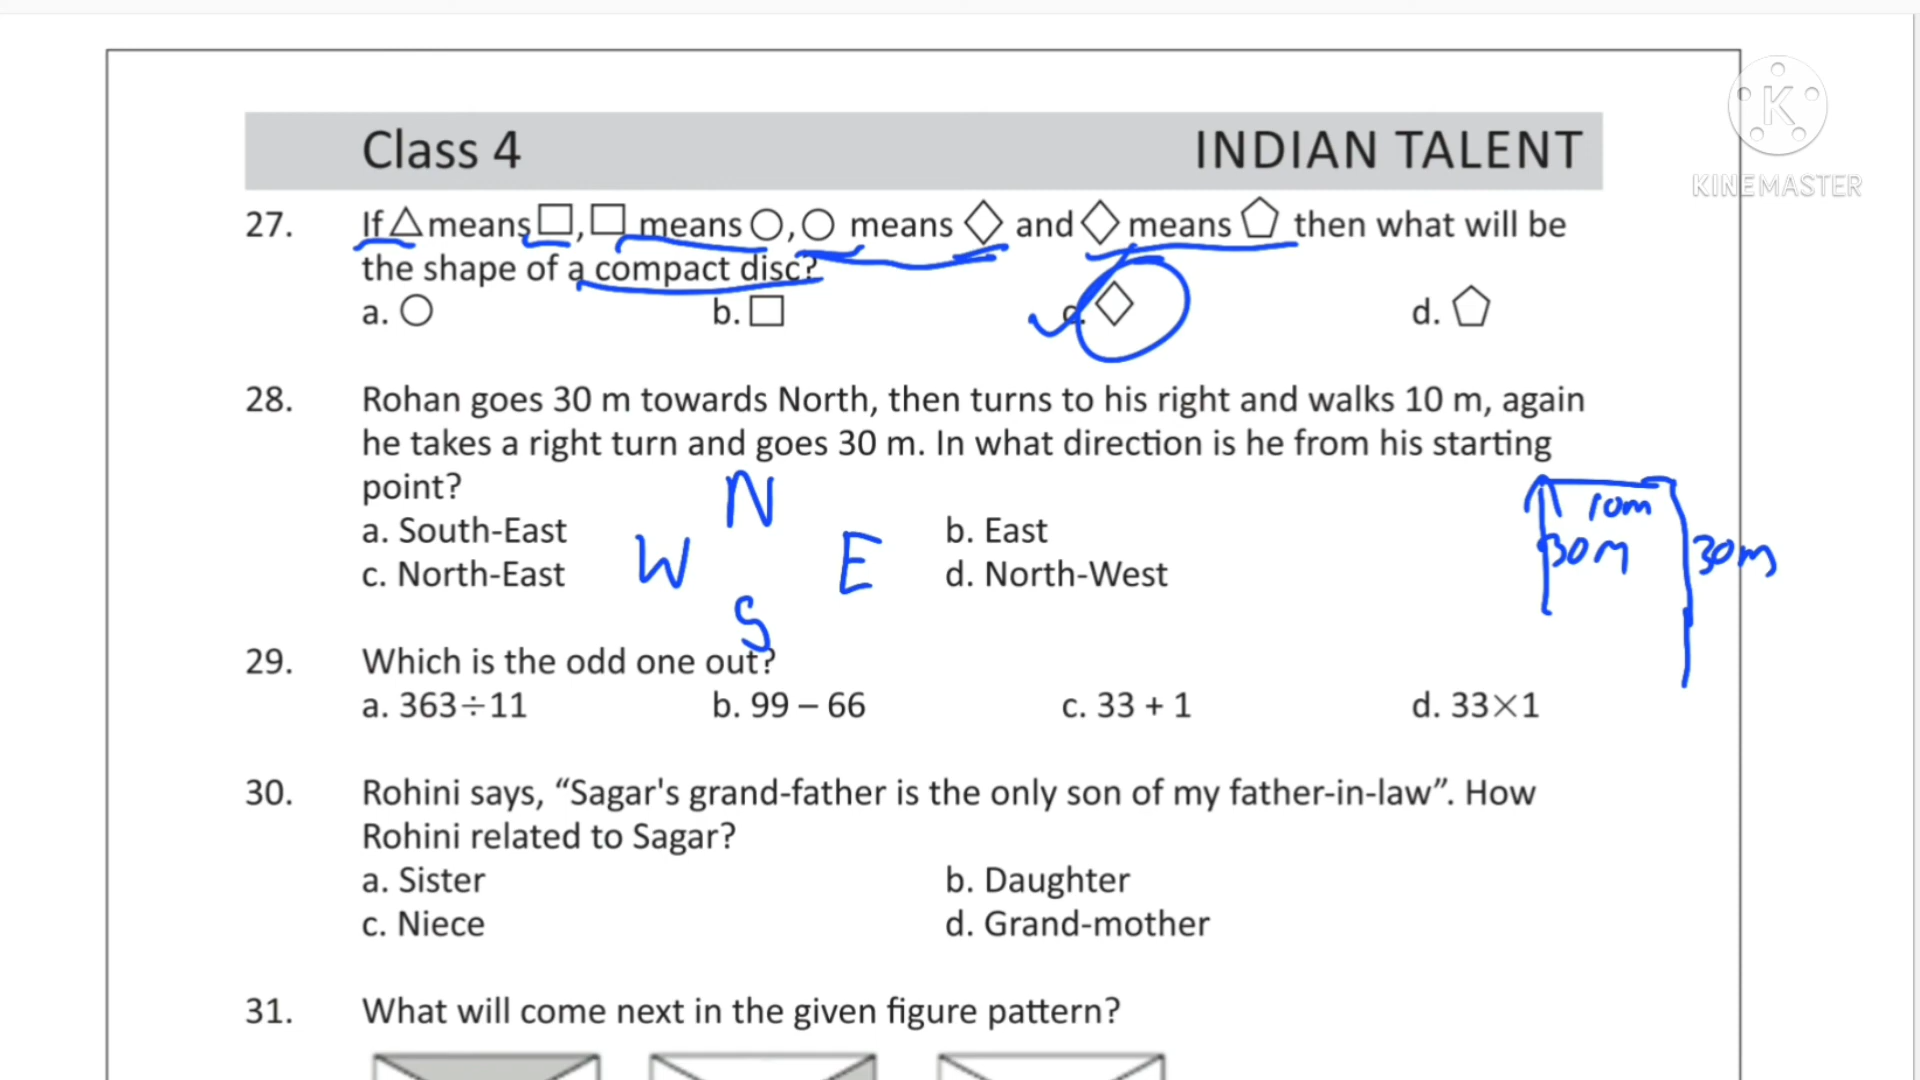 Class 4 INDIAN TALENT
KINEMASTER
27. If △ means □, □ means ○, ○ means ◇ and ◇ means ⬠ then what will be
the shape of a compact disc?
a. ○ b. □ c. ◇ d. ⬠
28. Rohan goes 30 m towards North, then turns to his right and walks 10 m, again
he takes a right turn and goes 30 m. In what direction is he from his starting
point?
N
10m
a. South-East b. East
W E
30m 30m
c. North-East d. North-West
S
29. Which is the odd one out?
a. 363÷11 b. 99 – 66 c. 33 + 1 d. 33×1
30. Rohini says, “Sagar's grand-father is the only son of my father-in-law”. How
Rohini related to Sagar?
a. Sister b. Daughter
c. Niece d. Grand-mother
31. What will come next in the given figure pattern?